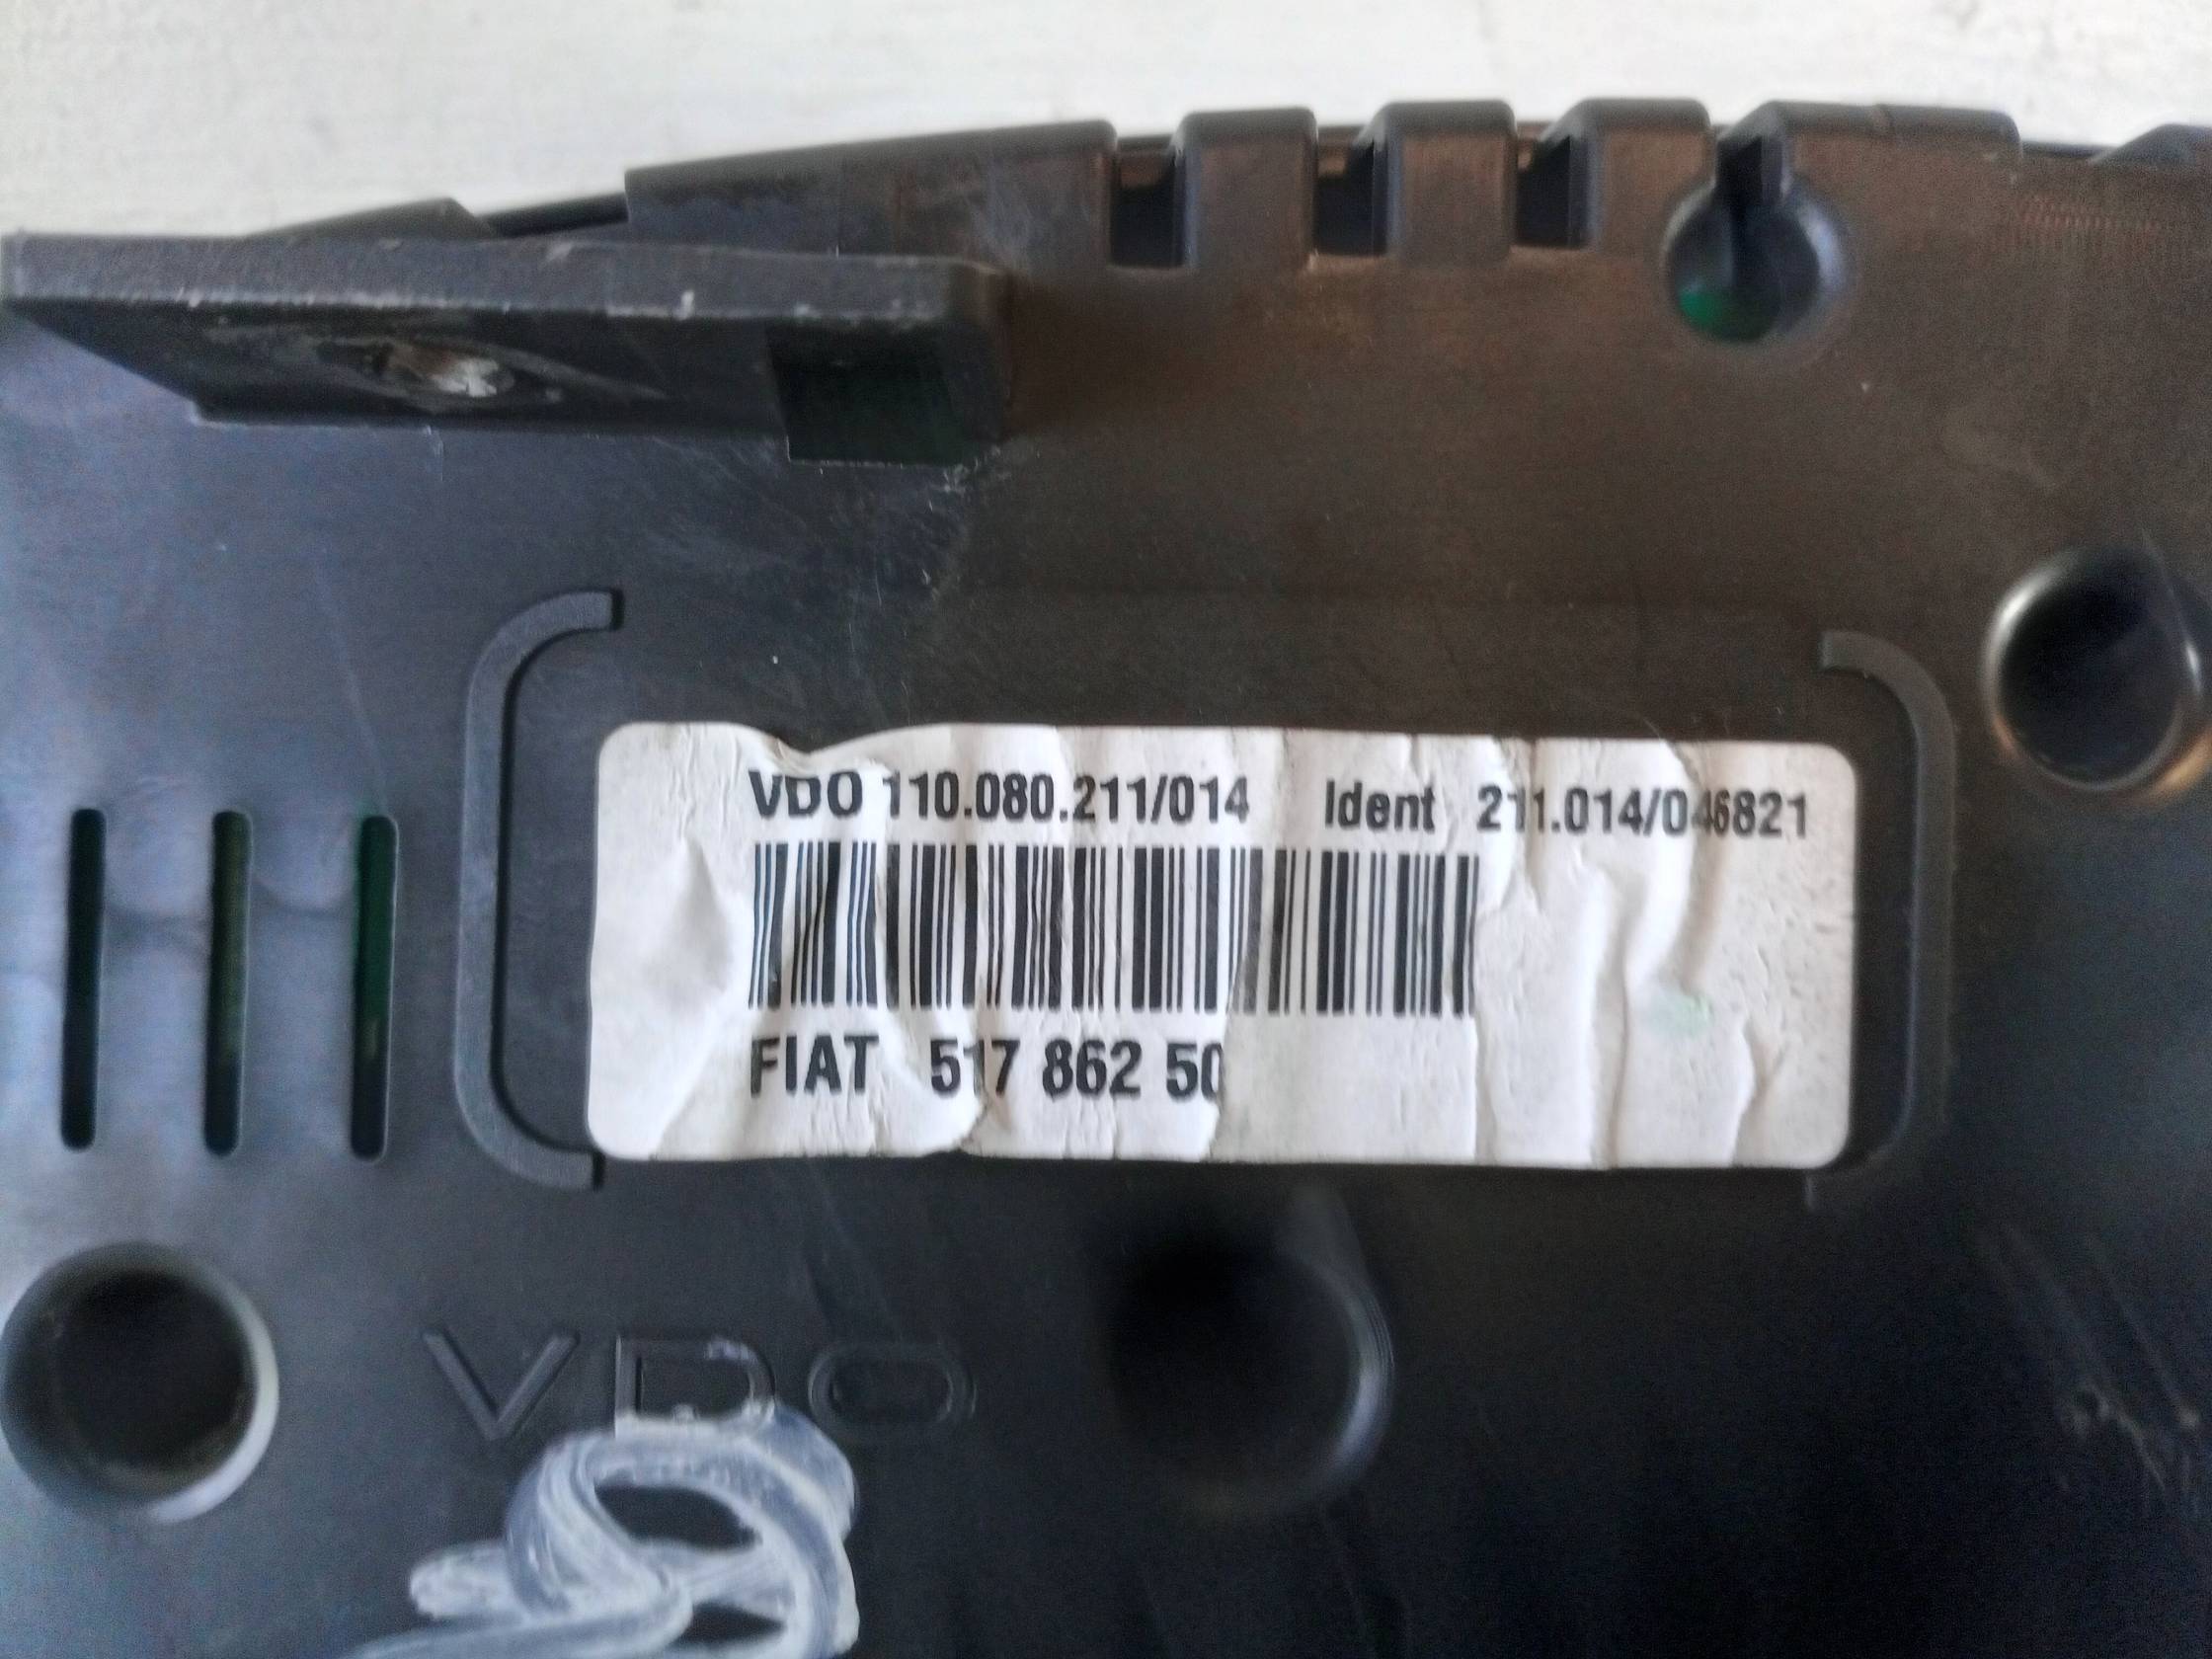 VDO 110.080.211/014 Ident 211.014/046821
FIAT 517 862 50
VDO